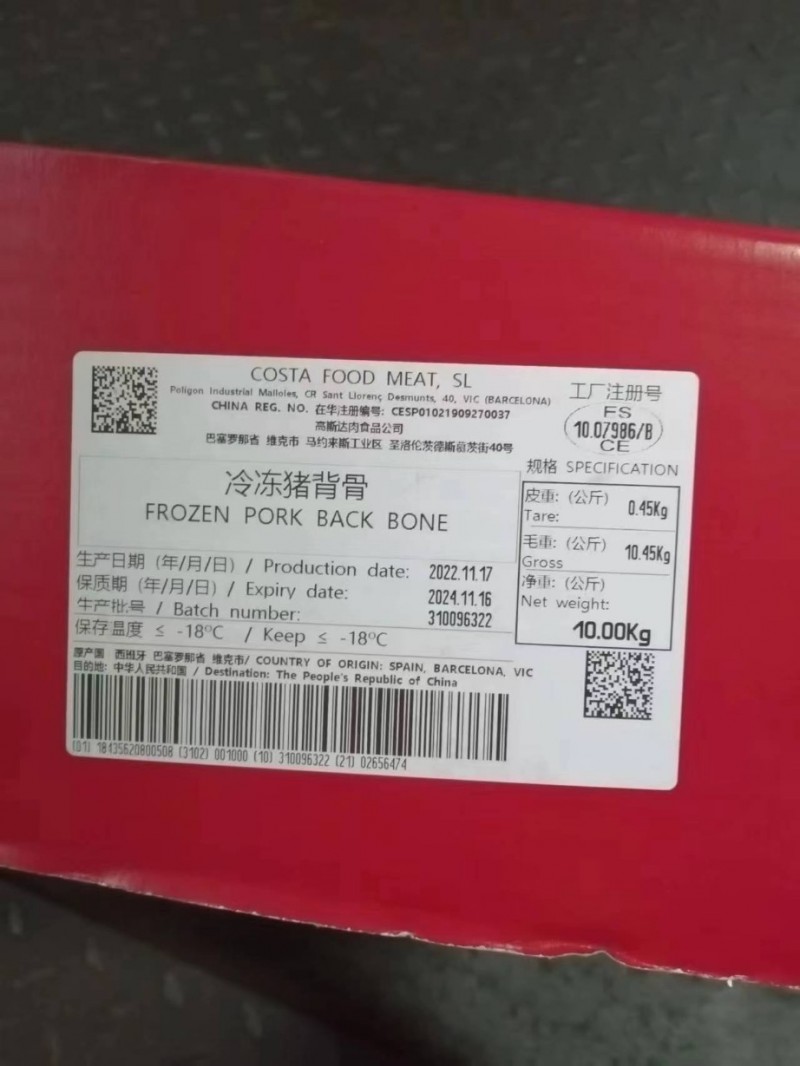 COSTA FOOD MEAT, SL
Poligon Industrial Malloles, CR Sant Llorenç Desmunts, 40, VIC (BARCELONA)
CHINA REG. NO. 在华注册编号: CESP01021909270037
高斯达肉食品公司
巴塞罗那省 维克市 马约来斯工业区 圣洛伦茨德斯蒙茨街40号
工厂注册号
ES
10.07986/B
CE
冷冻猪背骨
FROZEN PORK BACK BONE
规格 SPECIFICATION
皮重: (公斤)
Tare: 0.45Kg
毛重: (公斤)
Gross 10.45Kg
净重: (公斤)
Net weight:
10.00Kg
生产日期 (年/月/日) / Production date: 2022.11.17
保质期 (年/月/日) / Expiry date: 2024.11.16
生产批号 / Batch number: 310096322
保存温度 ≤ -18ºC / Keep ≤ -18ºC
原产国 西班牙 巴塞罗那省 维克市/ COUNTRY OF ORIGIN: SPAIN, BARCELONA, VIC
目的地: 中华人民共和国 / Destination: The People's Republic of China
(01) 18435620800508 (3102) 001000 (10) 310096322 (21) 02656474